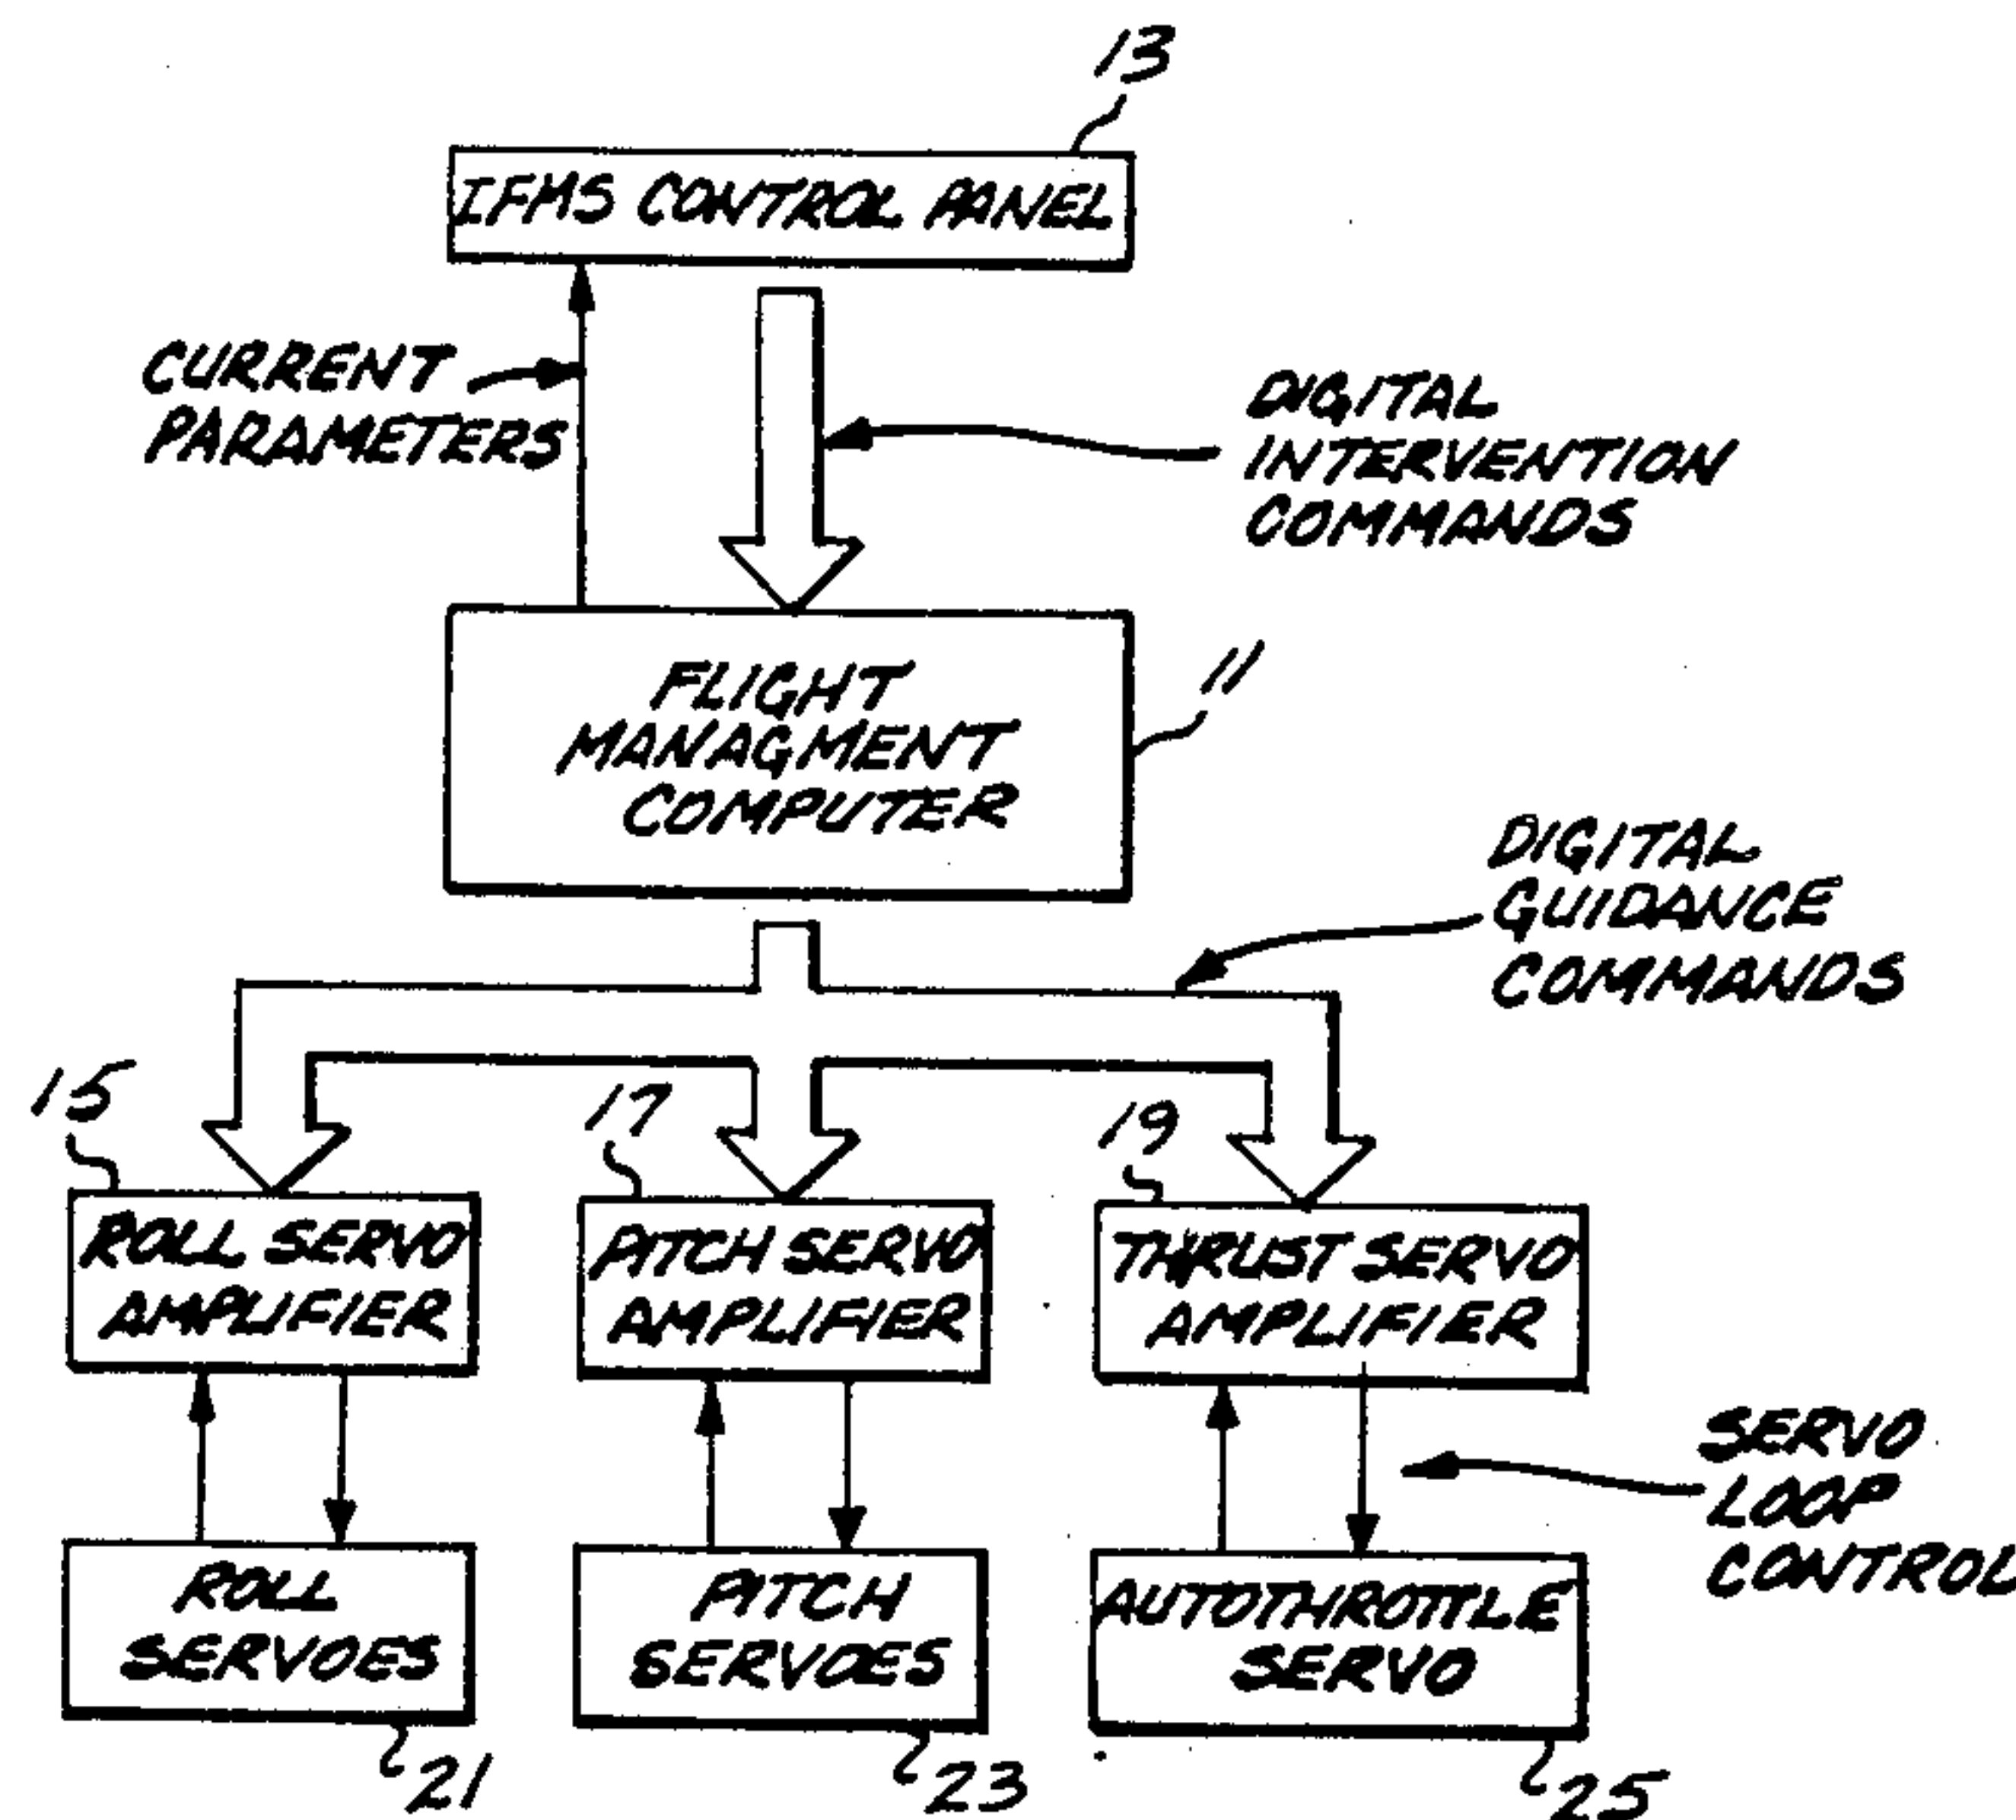 13
IFMS CONTROL PANEL
CURRENT
PARAMETERS
DIGITAL
INTERVENTION
COMMANDS
11
FLIGHT
MANAGMENT
COMPUTER
DIGITAL
GUIDANCE
COMMANDS
15
17
19
ROLL SERVO
AMPLIFIER
PITCH SERVO
AMPLIFIER
THRUST SERVO
AMPLIFIER
SERVO
LOOP
CONTROL
ROLL
SERVOES
PITCH
SERVOES
AUTOTHROTTLE
SERVO
21
23
25